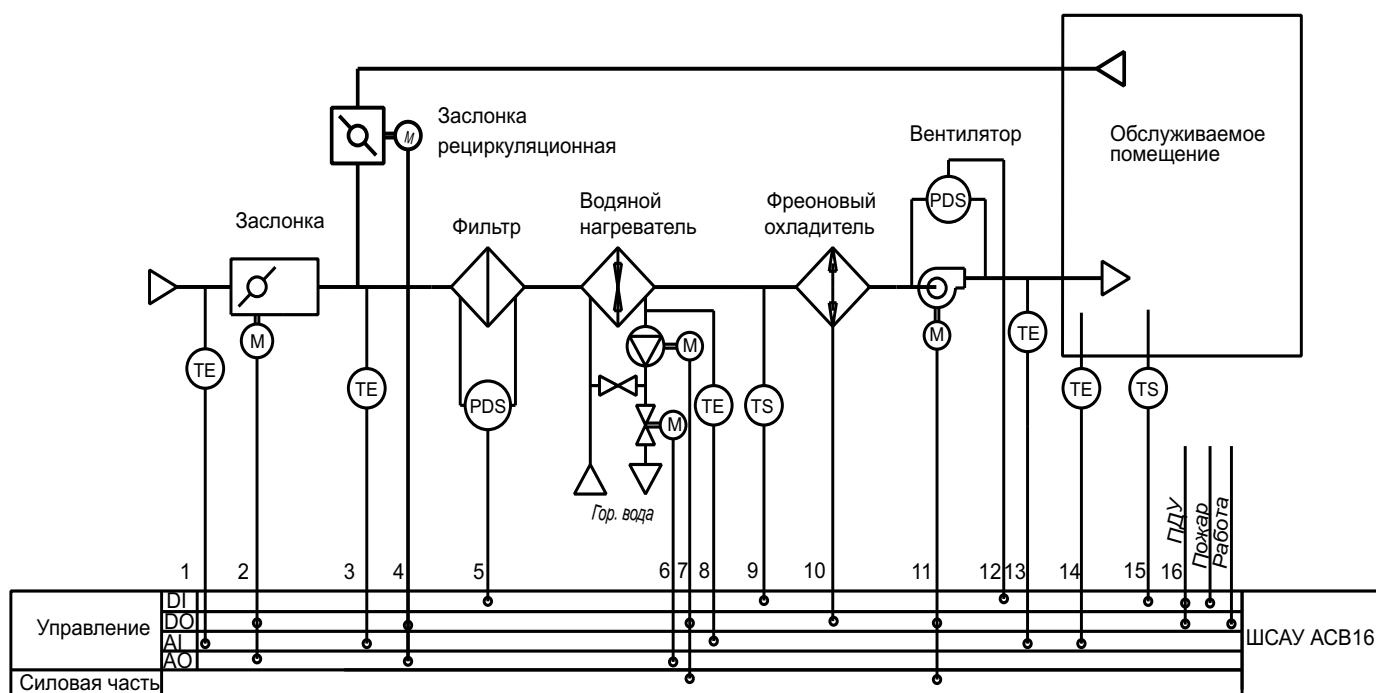 Заслонка
рециркуляционная
M
Вентилятор
Обслуживаемое
помещение
PDS
Заслонка
Фильтр
Водяной
нагреватель
Фреоновый
охладитель
M
TE
TE
PDS
M
M
TE
TS
M
TE
TE
TS
Гор. вода
ПДУ
Пожар
Работа
1 2 3 4 5 6 7 8 9 10 11 12 13 14 15 16
Управление
DI
DO
AI
AO
Силовая часть
ШСАУ АСВ16